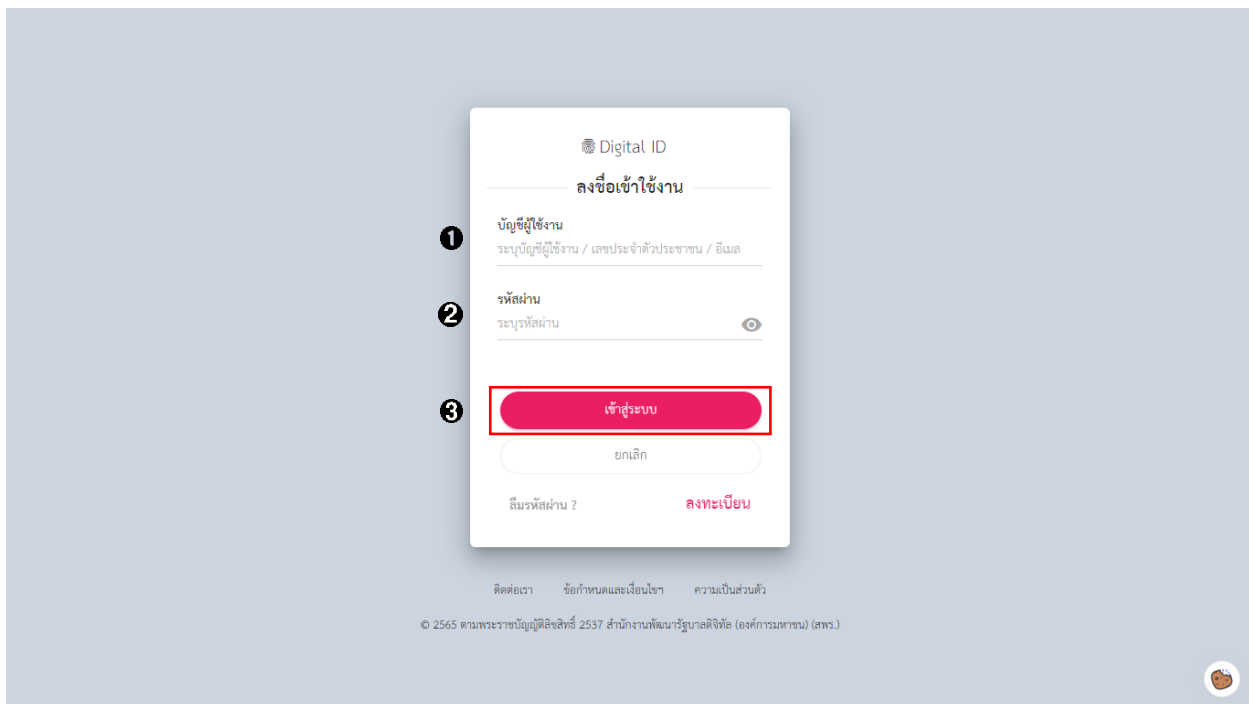 Digital ID
ลงชื่อเข้าใช้งาน
❶
บัญชีผู้ใช้งาน
ระบุบัญชีผู้ใช้งาน / เลขประจำตัวประชาชน / อีเมล
❷
รหัสผ่าน
ระบุรหัสผ่าน
❸
เข้าสู่ระบบ
ยกเลิก
ลืมรหัสผ่าน ? ลงทะเบียน
ติดต่อเรา ข้อกำหนดและเงื่อนไขฯ ความเป็นส่วนตัว
© 2565 ตามพระราชบัญญัติลิขสิทธิ์ 2537 สำนักงานพัฒนารัฐบาลดิจิทัล (องค์การมหาชน) (สพร.)